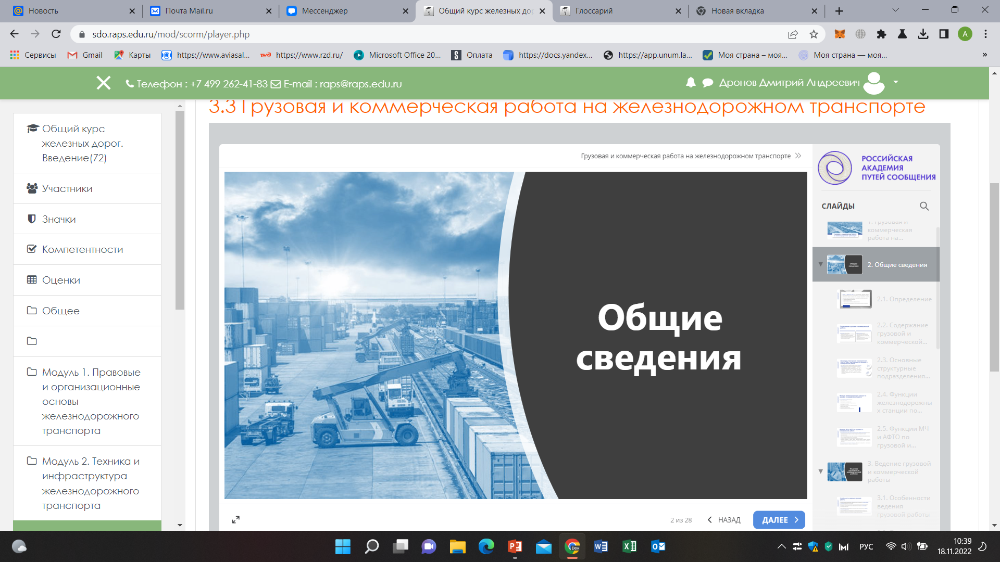 Новость
Почта Mail.ru
Мессенджер
Общий курс железных дор
Глоссарий
Новая вкладка
sdo.raps.edu.ru/mod/scorm/player.php
A
Сервисы
Gmail
Карты
https://www.aviasal...
https://www.rzd.ru/
Microsoft Office 20...
Оплата
https://docs.yandex...
https://app.unum.la...
Моя страна – моя...
Моя страна — моя...
»
Телефон : +7 499 262-41-83 E-mail : raps@raps.edu.ru
Дронов Дмитрий Андреевич
3.3 Грузовая и коммерческая работа на железнодорожном транспорте
Общий курс
железных дорог.
Введение(72)
Участники
Значки
Компетентности
Оценки
Общее
Модуль 1. Правовые
и организационные
основы
железнодорожного
транспорта
Модуль 2. Техника и
инфраструктура
железнодорожного
транспорта
Грузовая и коммерческая работа на железнодорожном транспорте
Общие
сведения
2 из 28
НАЗАД
ДАЛЕЕ
РОССИЙСКАЯ
АКАДЕМИЯ
ПУТЕЙ СООБЩЕНИЯ
СЛАЙДЫ
1. Грузовая и
коммерческая
работа на...
2. Общие сведения
2.1. Определение
2.2. Содержание
грузовой и
коммерческой...
2.3. Основные
структурные
подразделения...
2.4. Функции
железнодорожны
х станции по...
2.5. Функции МЧ
и АФТО по
грузовой и...
3. Ведение грузовой
и коммерческой
работы
3.1. Особенности
ведения
грузовой работы
Dev
РУС
10:39
18.11.2022